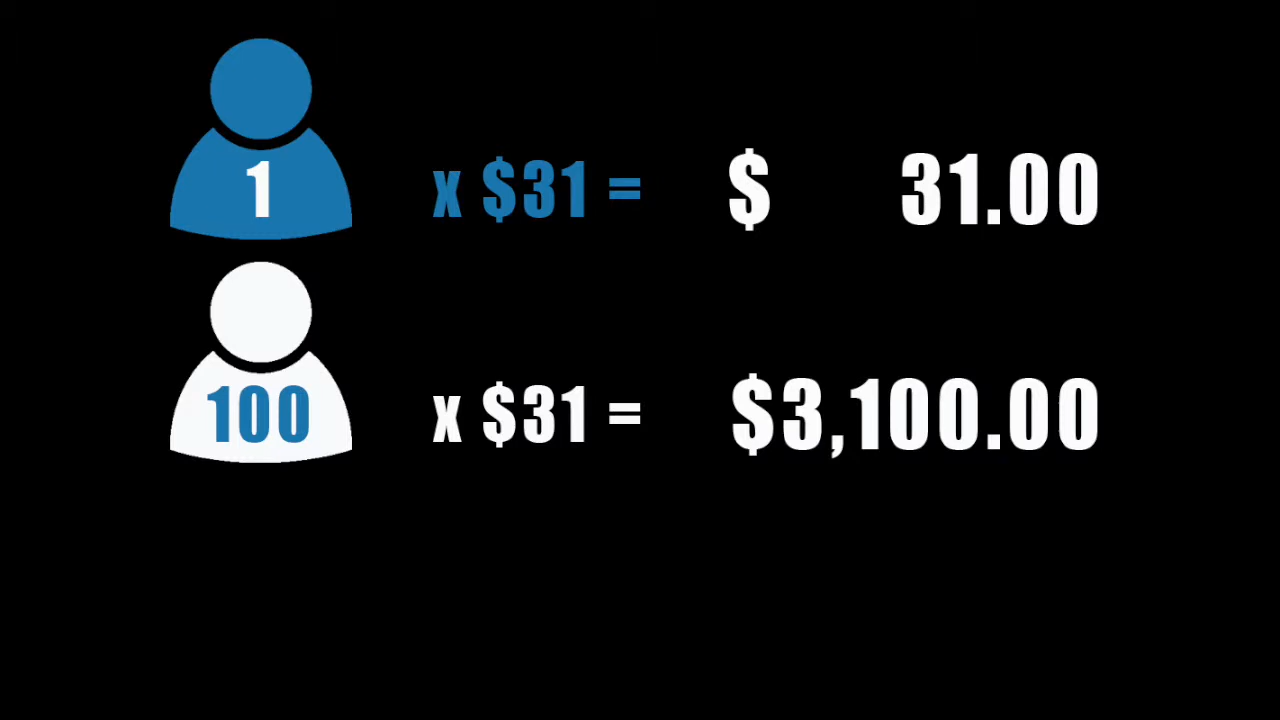 1 x $31 = $ 31.00
100 x $31 = $3,100.00